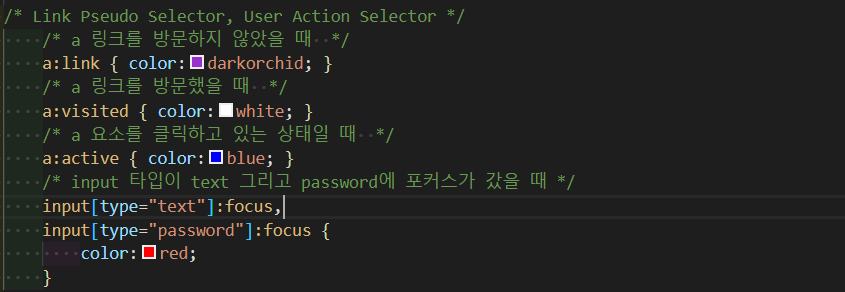 /* Link Pseudo Selector, User Action Selector */
/* a 링크를 방문하지 않았을 때 */
a:link { color: darkorchid; }
/* a 링크를 방문했을 때 */
a:visited { color: white; }
/* a 요소를 클릭하고 있는 상태일 때 */
a:active { color: blue; }
/* input 타입이 text 그리고 password에 포커스가 갔을 때 */
input[type="text"]:focus,
input[type="password"]:focus {
color: red;
}